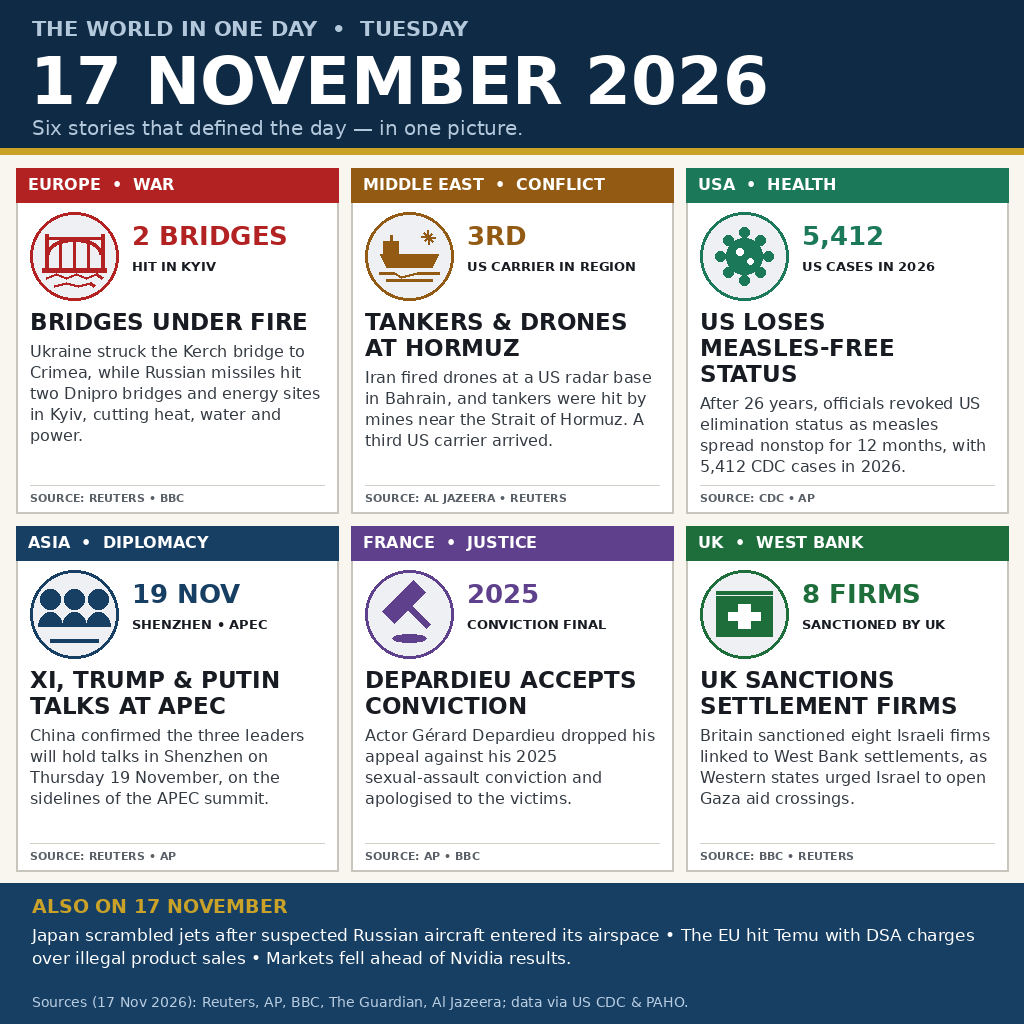 THE WORLD IN ONE DAY • TUESDAY
17 NOVEMBER 2026
Six stories that defined the day — in one picture.
EUROPE • WAR
2 BRIDGES
HIT IN KYIV
BRIDGES UNDER FIRE
Ukraine struck the Kerch bridge to
Crimea, while Russian missiles hit
two Dnipro bridges and energy sites
in Kyiv, cutting heat, water and
power.
SOURCE: REUTERS • BBC
MIDDLE EAST • CONFLICT
3RD
US CARRIER IN REGION
TANKERS & DRONES
AT HORMUZ
Iran fired drones at a US radar base
in Bahrain, and tankers were hit by
mines near the Strait of Hormuz. A
third US carrier arrived.
SOURCE: AL JAZEERA • REUTERS
USA • HEALTH
5,412
US CASES IN 2026
US LOSES
MEASLES-FREE
STATUS
After 26 years, officials revoked US
elimination status as measles
spread nonstop for 12 months, with
5,412 CDC cases in 2026.
SOURCE: CDC • AP
ASIA • DIPLOMACY
19 NOV
SHENZHEN • APEC
XI, TRUMP & PUTIN
TALKS AT APEC
China confirmed the three leaders
will hold talks in Shenzhen on
Thursday 19 November, on the
sidelines of the APEC summit.
SOURCE: REUTERS • AP
FRANCE • JUSTICE
2025
CONVICTION FINAL
DEPARDIEU ACCEPTS
CONVICTION
Actor Gérard Depardieu dropped his
appeal against his 2025
sexual-assault conviction and
apologised to the victims.
SOURCE: AP • BBC
UK • WEST BANK
8 FIRMS
SANCTIONED BY UK
UK SANCTIONS
SETTLEMENT FIRMS
Britain sanctioned eight Israeli firms
linked to West Bank settlements, as
Western states urged Israel to open
Gaza aid crossings.
SOURCE: BBC • REUTERS
ALSO ON 17 NOVEMBER
Japan scrambled jets after suspected Russian aircraft entered its airspace • The EU hit Temu with DSA charges
over illegal product sales • Markets fell ahead of Nvidia results.
Sources (17 Nov 2026): Reuters, AP, BBC, The Guardian, Al Jazeera; data via US CDC & PAHO.